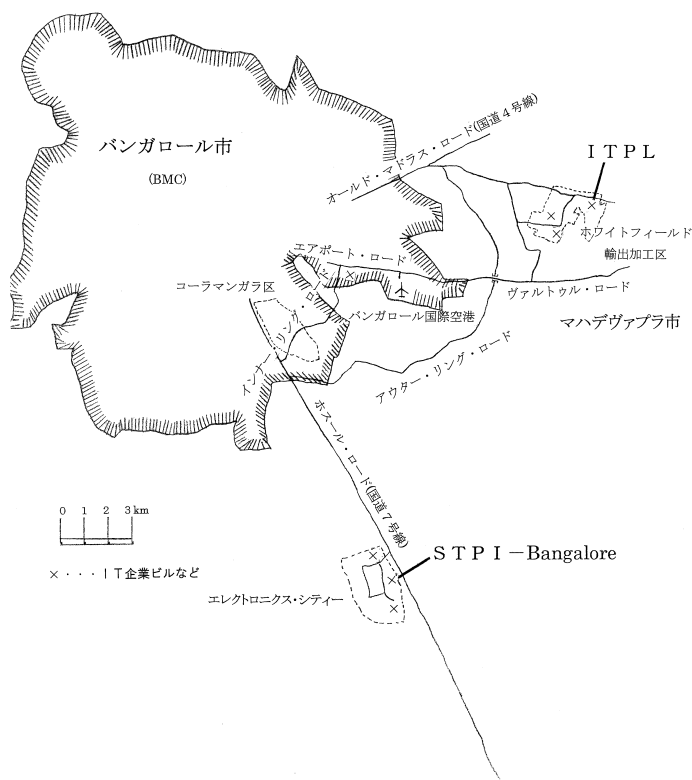 バンガロール市
(BMC)
オールド・マドラス・ロード(国道4号線)
ＩＴＰＬ
ホワイトフィールド
輸出加工区
エアポート・ロード
コーラマンガラ区
インナー・リング・ロード
バンガロール国際空港
ヴァルトゥル・ロード
マハデヴァプラ市
アウター・リング・ロード
ホスール・ロード(国道7号線)
0 1 2 3km
×・・・ＩＴ企業ビルなど
ＳＴＰＩ－Bangalore
エレクトロニクス・シティー